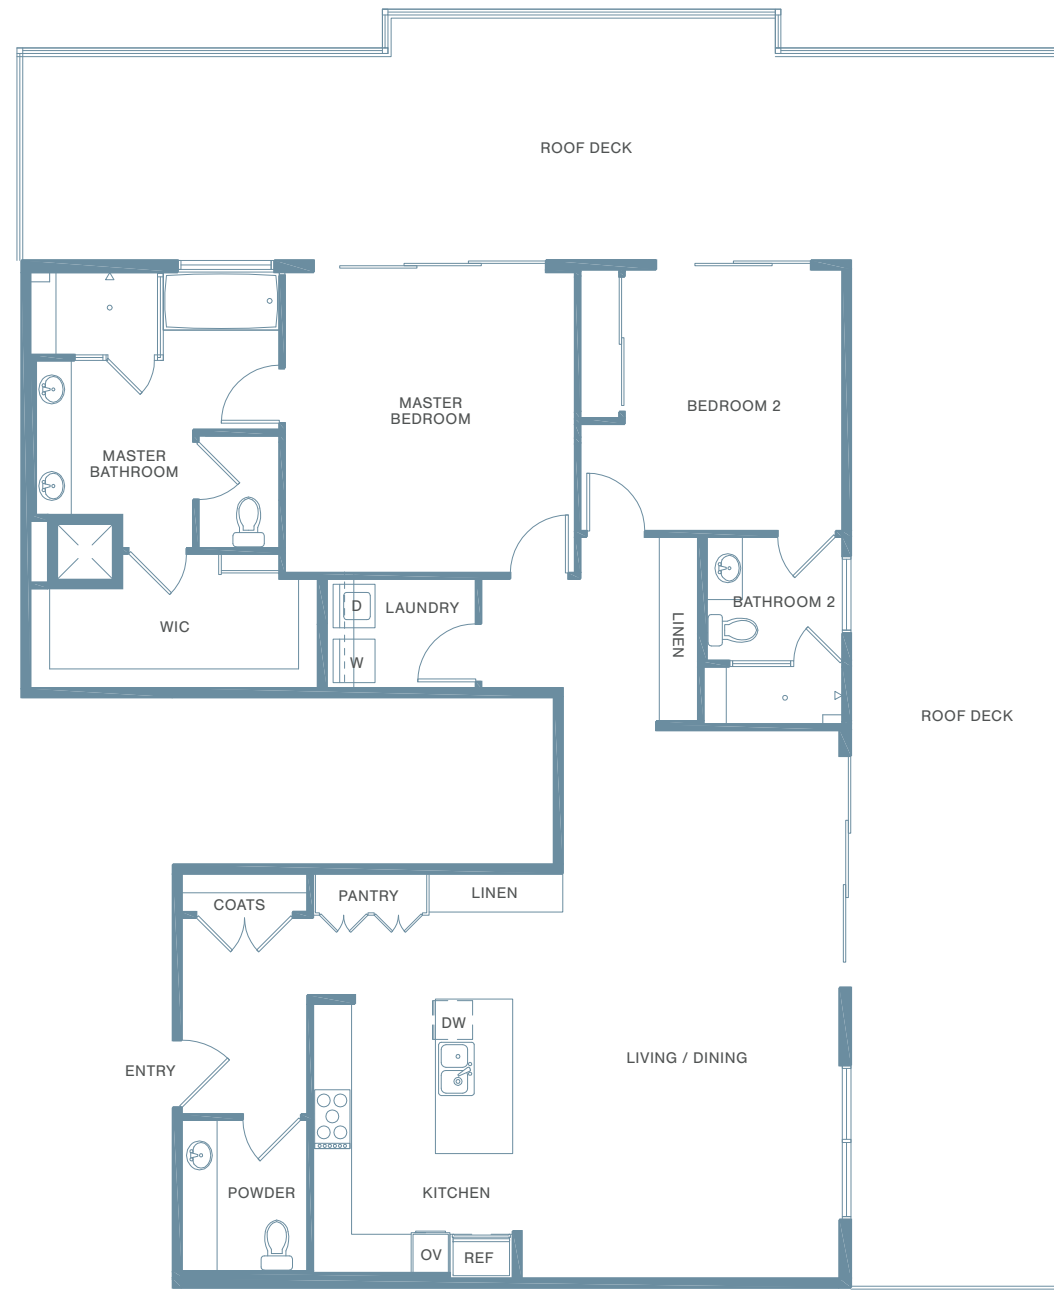 ROOF DECK
MASTER
BEDROOM
BEDROOM 2
MASTER
BATHROOM
D
LAUNDRY
BATHROOM 2
WIC
LINEN
W
ROOF DECK
PANTRY
LINEN
COATS
DW
LIVING / DINING
ENTRY
POWDER
KITCHEN
OV
REF